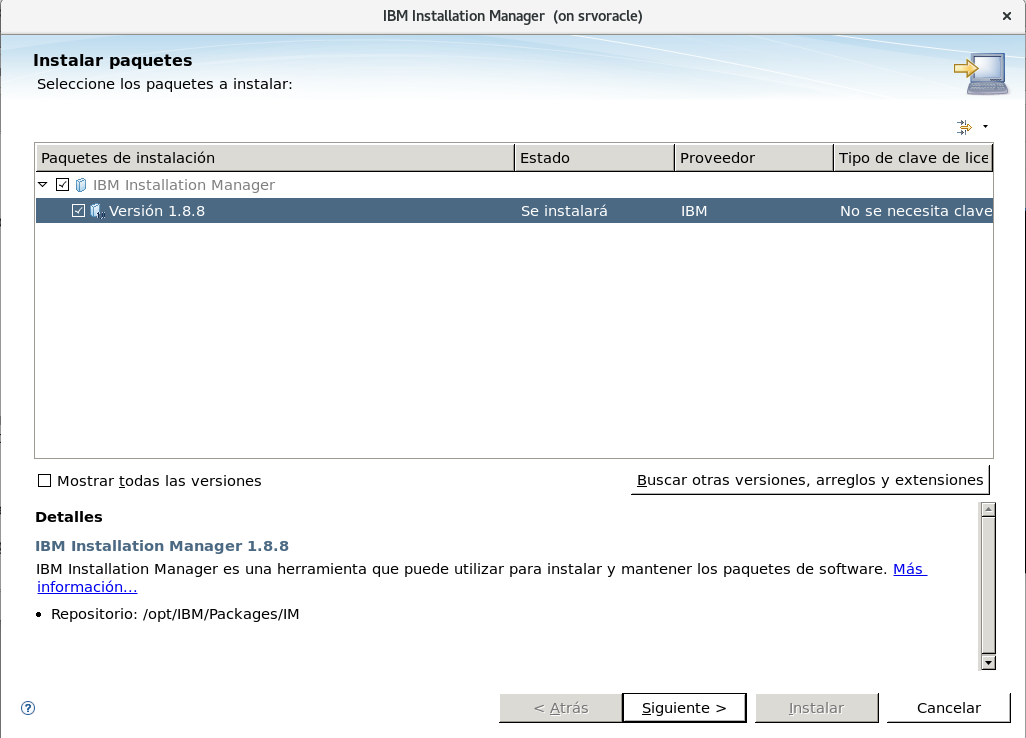 IBM Installation Manager (on srvoracle)
Instalar paquetes
Seleccione los paquetes a instalar:
Paquetes de instalación Estado Proveedor Tipo de clave de lice
IBM Installation Manager
Versión 1.8.8 Se instalará IBM No se necesita clave
Mostrar todas las versiones Buscar otras versiones, arreglos y extensiones
Detalles
IBM Installation Manager 1.8.8
IBM Installation Manager es una herramienta que puede utilizar para instalar y mantener los paquetes de software. Más
información...
• Repositorio: /opt/IBM/Packages/IM
? < Atrás Siguiente > Instalar Cancelar